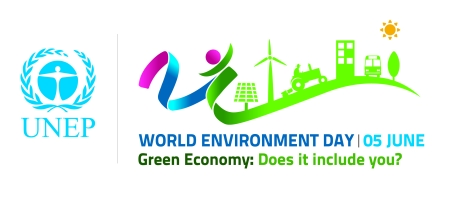 UNEP
WORLD ENVIRONMENT DAY | 05 JUNE
Green Economy: Does it include you?